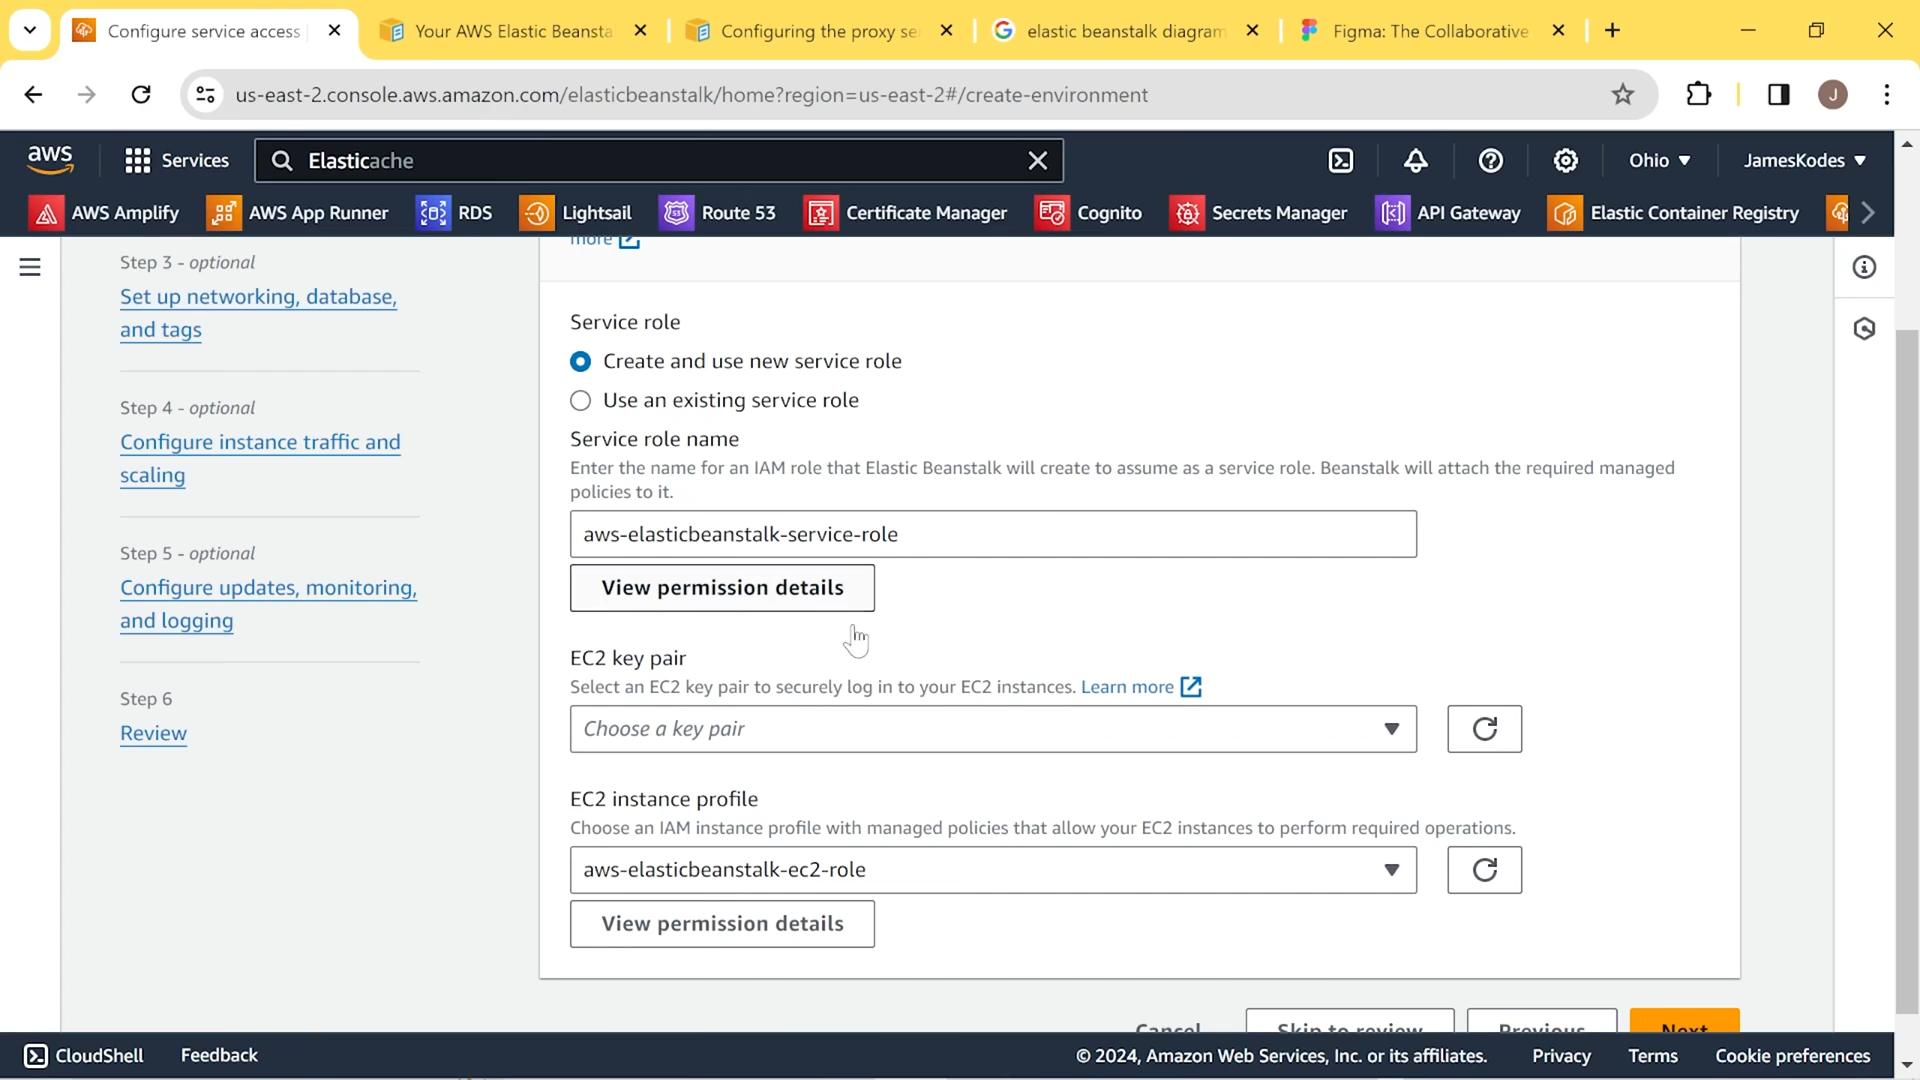 Configure service access
Your AWS Elastic Beansta
Configuring the proxy se
elastic beanstalk diagram
Figma: The Collaborative
us-east-2.console.aws.amazon.com/elasticbeanstalk/home?region=us-east-2#/create-environment
J
aws
Services
Elasticache
Ohio
JamesKodes
AWS Amplify
AWS App Runner
RDS
Lightsail
Route 53
Certificate Manager
Cognito
Secrets Manager
API Gateway
Elastic Container Registry
more
Step 3 - optional
Set up networking, database,
and tags
Step 4 - optional
Configure instance traffic and
scaling
Step 5 - optional
Configure updates, monitoring,
and logging
Step 6
Review
Service role
Create and use new service role
Use an existing service role
Service role name
Enter the name for an IAM role that Elastic Beanstalk will create to assume as a service role. Beanstalk will attach the required managed
policies to it.
aws-elasticbeanstalk-service-role
View permission details
EC2 key pair
Select an EC2 key pair to securely log in to your EC2 instances. Learn more
Choose a key pair
EC2 instance profile
Choose an IAM instance profile with managed policies that allow your EC2 instances to perform required operations.
aws-elasticbeanstalk-ec2-role
View permission details
Cancel
Skip to review
Previous
Next
CloudShell
Feedback
© 2024, Amazon Web Services, Inc. or its affiliates.
Privacy
Terms
Cookie preferences